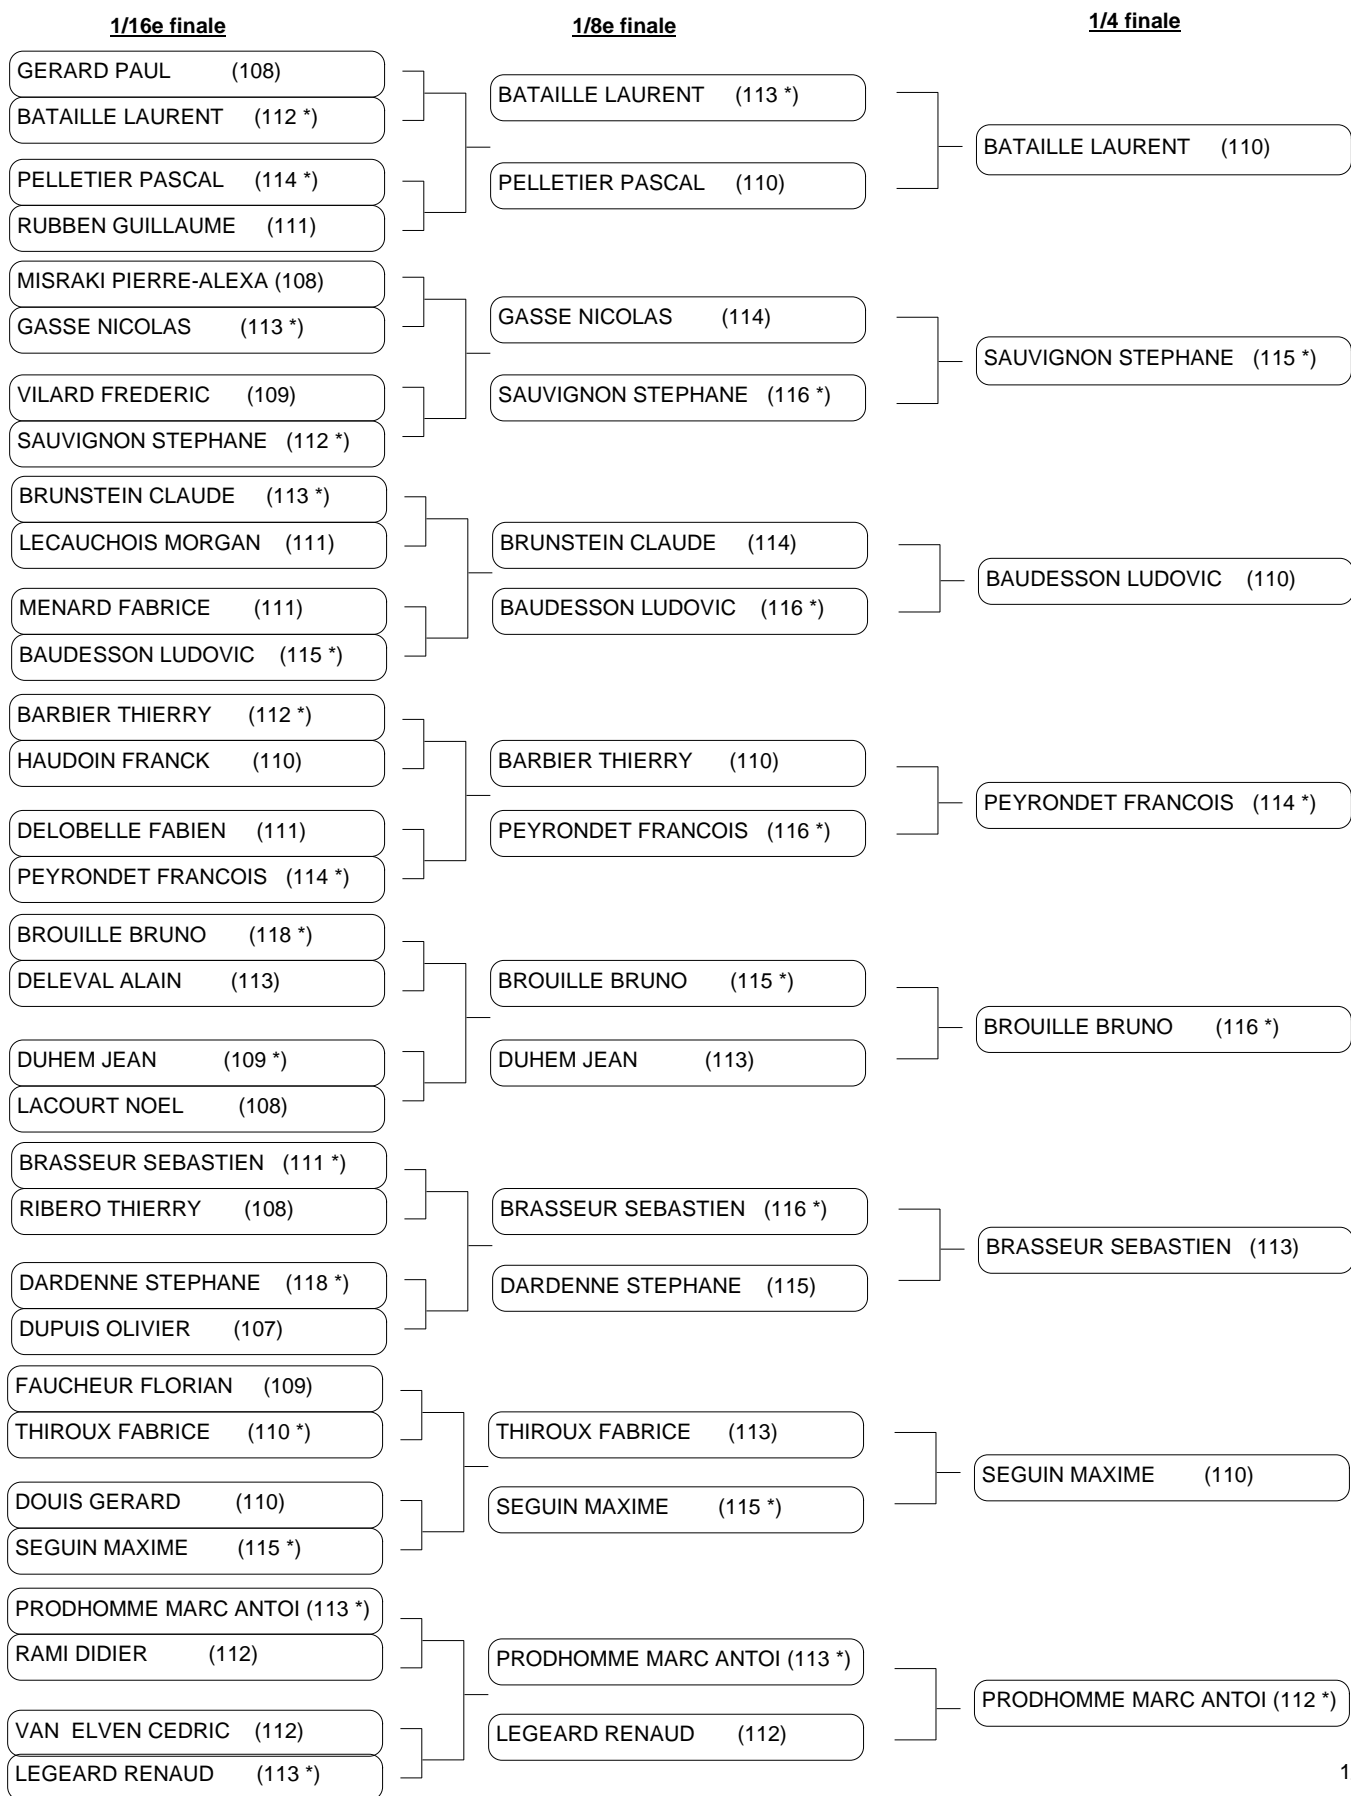 1/16e finale
1/8e finale
1/4 finale
GERARD PAUL (108)
BATAILLE LAURENT (112 *)
PELLETIER PASCAL (114 *)
RUBBEN GUILLAUME (111)
MISRAKI PIERRE-ALEXA (108)
GASSE NICOLAS (113 *)
VILARD FREDERIC (109)
SAUVIGNON STEPHANE (112 *)
BRUNSTEIN CLAUDE (113 *)
LECAUCHOIS MORGAN (111)
MENARD FABRICE (111)
BAUDESSON LUDOVIC (115 *)
BARBIER THIERRY (112 *)
HAUDOIN FRANCK (110)
DELOBELLE FABIEN (111)
PEYRONDET FRANCOIS (114 *)
BROUILLE BRUNO (118 *)
DELEVAL ALAIN (113)
DUHEM JEAN (109 *)
LACOURT NOEL (108)
BRASSEUR SEBASTIEN (111 *)
RIBERO THIERRY (108)
DARDENNE STEPHANE (118 *)
DUPUIS OLIVIER (107)
FAUCHEUR FLORIAN (109)
THIROUX FABRICE (110 *)
DOUIS GERARD (110)
SEGUIN MAXIME (115 *)
PRODHOMME MARC ANTOI (113 *)
RAMI DIDIER (112)
VAN  ELVEN CEDRIC (112)
LEGEARD RENAUD (113 *)
BATAILLE LAURENT (113 *)
PELLETIER PASCAL (110)
GASSE NICOLAS (114)
SAUVIGNON STEPHANE (116 *)
BRUNSTEIN CLAUDE (114)
BAUDESSON LUDOVIC (116 *)
BARBIER THIERRY (110)
PEYRONDET FRANCOIS (116 *)
BROUILLE BRUNO (115 *)
DUHEM JEAN (113)
BRASSEUR SEBASTIEN (116 *)
DARDENNE STEPHANE (115)
THIROUX FABRICE (113)
SEGUIN MAXIME (115 *)
PRODHOMME MARC ANTOI (113 *)
LEGEARD RENAUD (112)
BATAILLE LAURENT (110)
SAUVIGNON STEPHANE (115 *)
BAUDESSON LUDOVIC (110)
PEYRONDET FRANCOIS (114 *)
BROUILLE BRUNO (116 *)
BRASSEUR SEBASTIEN (113)
SEGUIN MAXIME (110)
PRODHOMME MARC ANTOI (112 *)
1